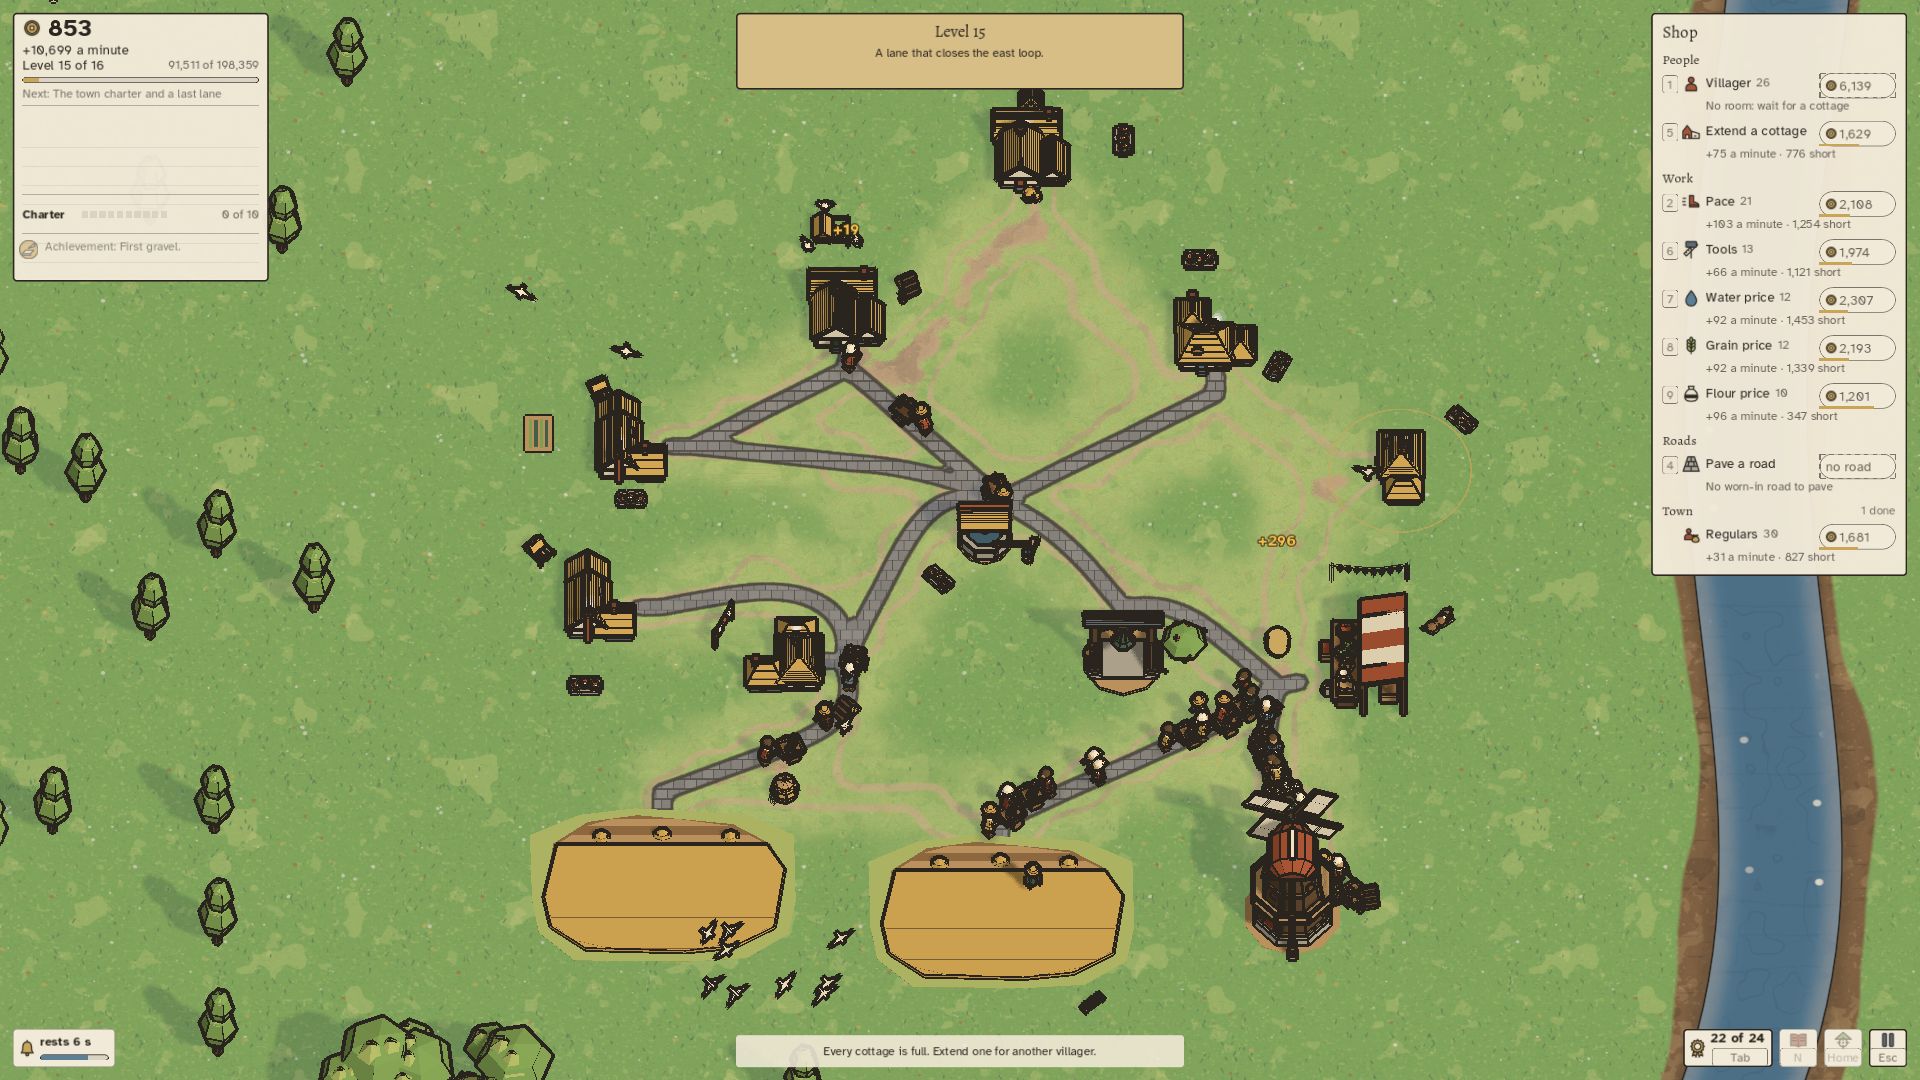 853
+10,699 a minute
Level 15 of 16 91,511 of 198,359
Next: The town charter and a last lane
Charter 0 of 10
Achievement: First gravel.
Level 15
A lane that closes the east loop.
Shop
People
1 Villager 26 6,139
No room: wait for a cottage
5 Extend a cottage 1,629
+75 a minute · 776 short
Work
2 Pace 21 2,108
+103 a minute · 1,254 short
6 Tools 13 1,974
+66 a minute · 1,121 short
7 Water price 12 2,307
+92 a minute · 1,453 short
8 Grain price 12 2,193
+92 a minute · 1,339 short
9 Flour price 10 1,201
+96 a minute · 347 short
Roads
4 Pave a road no road
No worn-in road to pave
Town 1 done
Regulars 30 1,681
+31 a minute · 827 short
+19
+296
rests 6 s
Every cottage is full. Extend one for another villager.
22 of 24
Tab N Home Esc